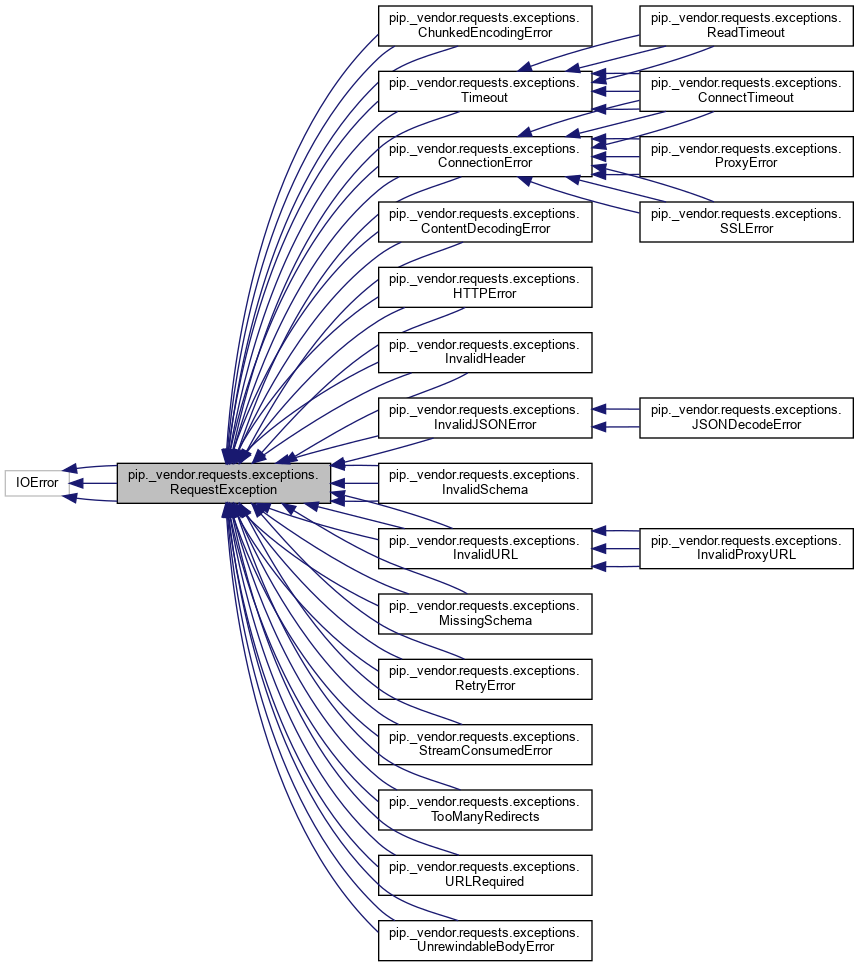 pip._vendor.requests.exceptions.
ChunkedEncodingError
pip._vendor.requests.exceptions.
ReadTimeout
pip._vendor.requests.exceptions.
Timeout
pip._vendor.requests.exceptions.
ConnectTimeout
pip._vendor.requests.exceptions.
ConnectionError
pip._vendor.requests.exceptions.
ProxyError
pip._vendor.requests.exceptions.
ContentDecodingError
pip._vendor.requests.exceptions.
SSLError
pip._vendor.requests.exceptions.
HTTPError
pip._vendor.requests.exceptions.
InvalidHeader
pip._vendor.requests.exceptions.
InvalidJSONError
pip._vendor.requests.exceptions.
JSONDecodeError
IOError
pip._vendor.requests.exceptions.
RequestException
pip._vendor.requests.exceptions.
InvalidSchema
pip._vendor.requests.exceptions.
InvalidURL
pip._vendor.requests.exceptions.
InvalidProxyURL
pip._vendor.requests.exceptions.
MissingSchema
pip._vendor.requests.exceptions.
RetryError
pip._vendor.requests.exceptions.
StreamConsumedError
pip._vendor.requests.exceptions.
TooManyRedirects
pip._vendor.requests.exceptions.
URLRequired
pip._vendor.requests.exceptions.
UnrewindableBodyError